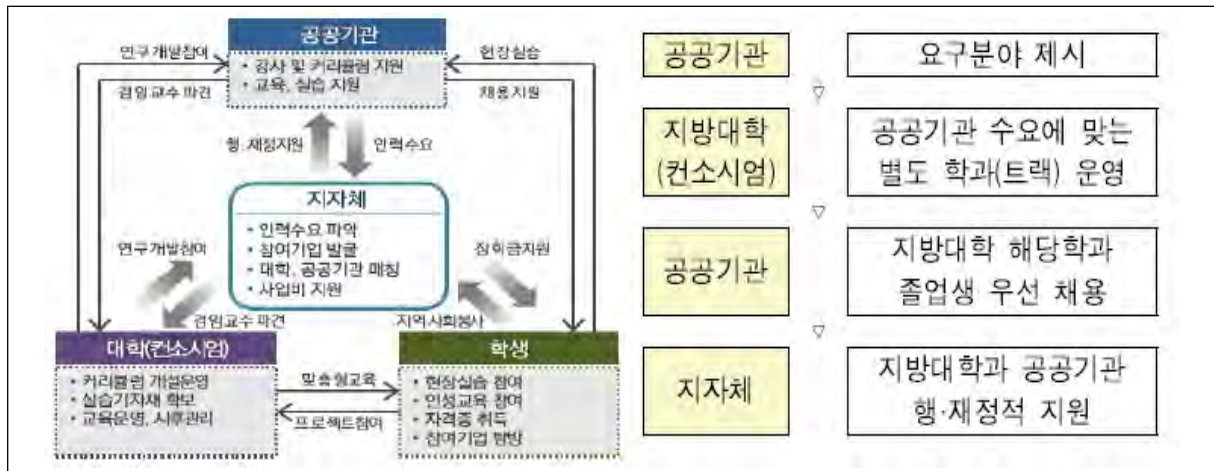 공공기관
• 강사 및 커리큘럼 지원
• 교육, 실습 지원
연구개발참여
겸임교수 파견
현장실습
채용지원
행·재정지원
인력수요
지자체
• 인력수요 파악
• 참여기업 발굴
• 대학, 공공기관 매칭
• 사업비 지원
연구개발참여
겸임교수 파견
장학금지원
지역사회봉사
대학(컨소시엄)
• 커리큘럼 개설운영
• 실습기자재 확보
• 교육운영, 사후관리
맞춤형교육
프로젝트참여
학생
• 현장실습 참여
• 인성교육 참여
• 자격증 취득
• 참여기업 탐방
공공기관
요구분야 제시
지방대학
(컨소시엄)
공공기관 수요에 맞는
별도 학과(트랙) 운영
공공기관
지방대학 해당학과
졸업생 우선 채용
지자체
지방대학과 공공기관
행·재정적 지원